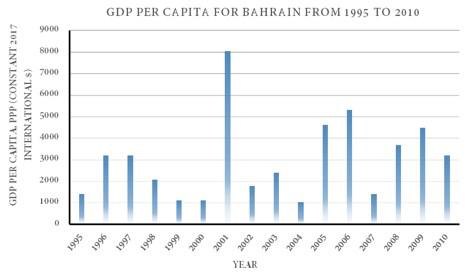 GDP PER CAPITA FOR BAHRAIN FROM 1995 TO 2010
GDP PER CAPITA, PPP (CONSTANT 2017
INTERNATIONAL $)
9000
8000
7000
6000
5000
4000
3000
2000
1000
0
1995 1996 1997 1998 1999 2000 2001 2002 2003 2004 2005 2006 2007 2008 2009 2010
YEAR